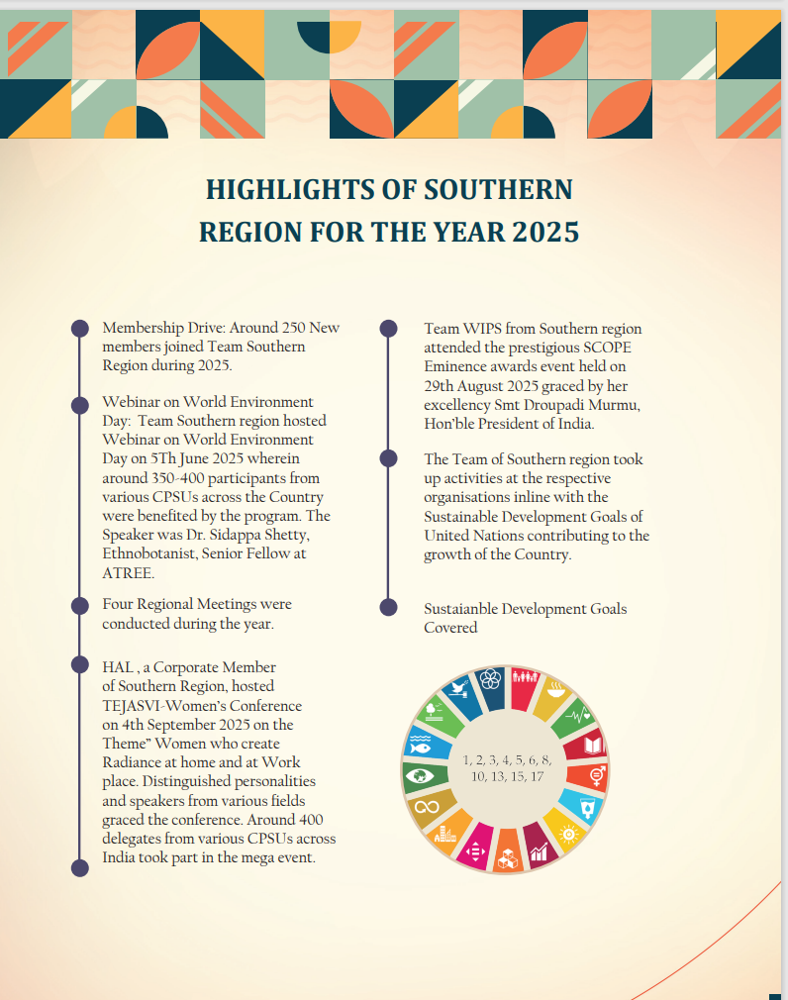 HIGHLIGHTS OF SOUTHERN
REGION FOR THE YEAR 2025
Membership Drive: Around 250 New
members joined Team Southern
Region during 2025.
Webinar on World Environment
Day:  Team Southern region hosted
Webinar on World Environment
Day on 5Th June 2025 wherein
around 350-400 participants from
various CPSUs across the Country
were benefited by the program. The
Speaker was Dr. Sidappa Shetty,
Ethnobotanist, Senior Fellow at
ATREE.
Four Regional Meetings were
conducted during the year.
HAL , a Corporate Member
of Southern Region, hosted
TEJASVI-Women's Conference
on 4th September 2025 on the
Theme" Women who create
Radiance at home and at Work
place. Distinguished personalities
and speakers from various fields
graced the conference. Around 400
delegates from various CPSUs across
India took part in the mega event.
Team WIPS from Southern region
attended the prestigious SCOPE
Eminence awards event held on
29th August 2025 graced by her
excellency Smt Droupadi Murmu,
Hon'ble President of India.
The Team of Southern region took
up activities at the respective
organisations inline with the
Sustainable Development Goals of
United Nations contributing to the
growth of the Country.
Sustaianble Development Goals
Covered
1, 2, 3, 4, 5, 6, 8,
10, 13, 15, 17